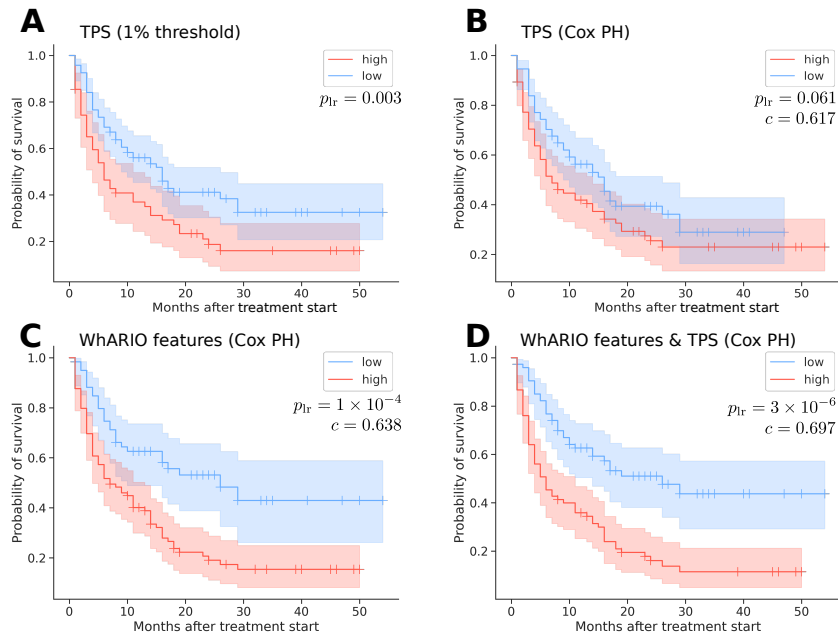 A
TPS (1% threshold)
high
low
p_lr = 0.003
1.0
0.8
0.6
0.4
0.2
Probability of survival
0 10 20 30 40 50
Months after treatment start
B
TPS (Cox PH)
high
low
p_lr = 0.061
c = 0.617
1.0
0.8
0.6
0.4
0.2
Probability of survival
0 10 20 30 40 50
Months after treatment start
C
WhARIO features (Cox PH)
low
high
p_lr = 1 × 10⁻⁴
c = 0.638
1.0
0.8
0.6
0.4
0.2
Probability of survival
0 10 20 30 40 50
Months after treatment start
D
WhARIO features & TPS (Cox PH)
low
high
p_lr = 3 × 10⁻⁶
c = 0.697
1.0
0.8
0.6
0.4
0.2
Probability of survival
0 10 20 30 40 50
Months after treatment start